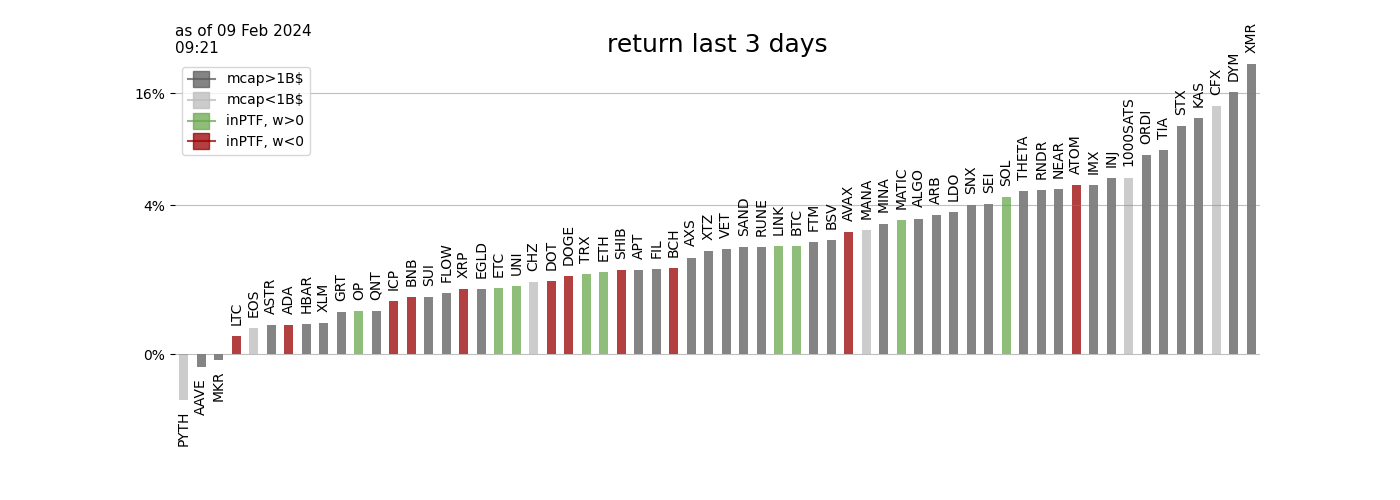 as of 09 Feb 2024
09:21
return last 3 days
mcap>1B$
mcap<1B$
inPTF, w>0
inPTF, w<0
16%
4%
0%
PYTH
AAVE
MKR
LTC
EOS
ASTR
ADA
HBAR
XLM
GRT
OP
QNT
ICP
BNB
SUI
FLOW
XRP
EGLD
ETC
UNI
CHZ
DOT
DOGE
TRX
ETH
SHIB
APT
FIL
BCH
AXS
XTZ
VET
SAND
RUNE
LINK
BTC
FTM
BSV
AVAX
MANA
MINA
MATIC
ALGO
ARB
LDO
SNX
SEI
SOL
THETA
RNDR
NEAR
ATOM
IMX
INJ
1000SATS
ORDI
TIA
STX
KAS
CFX
DYM
XMR